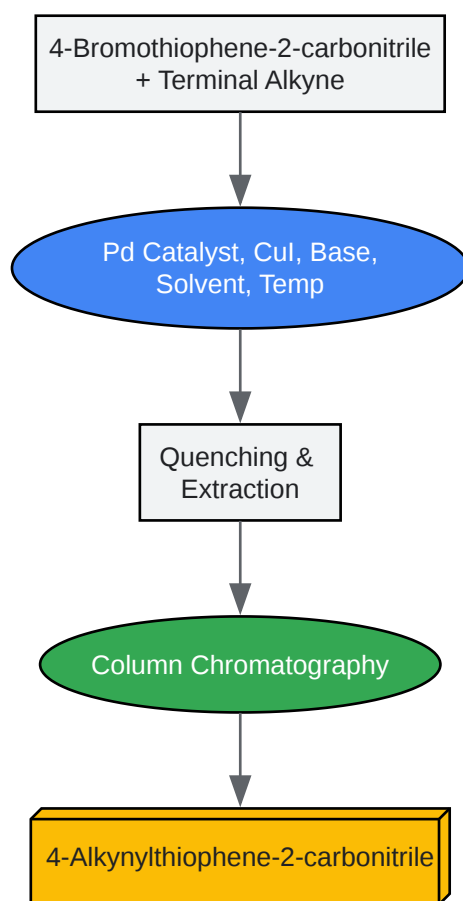 4-Bromothiophene-2-carbonitrile
+ Terminal Alkyne
Pd Catalyst, CuI, Base,
Solvent, Temp
Quenching &
Extraction
Column Chromatography
4-Alkynylthiophene-2-carbonitrile